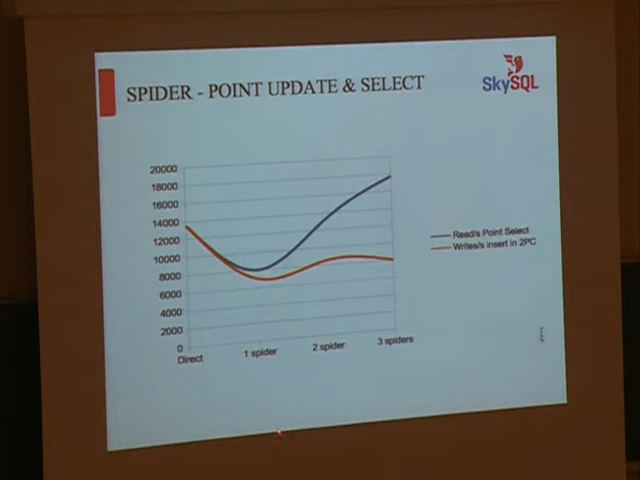 SPIDER - POINT UPDATE & SELECT
SkySQL
20000
18000
16000
14000
12000
10000
8000
6000
4000
2000
0
Direct
1 spider
2 spider
3 spiders
Read/s Point Select
Writes/s insert in 2PC